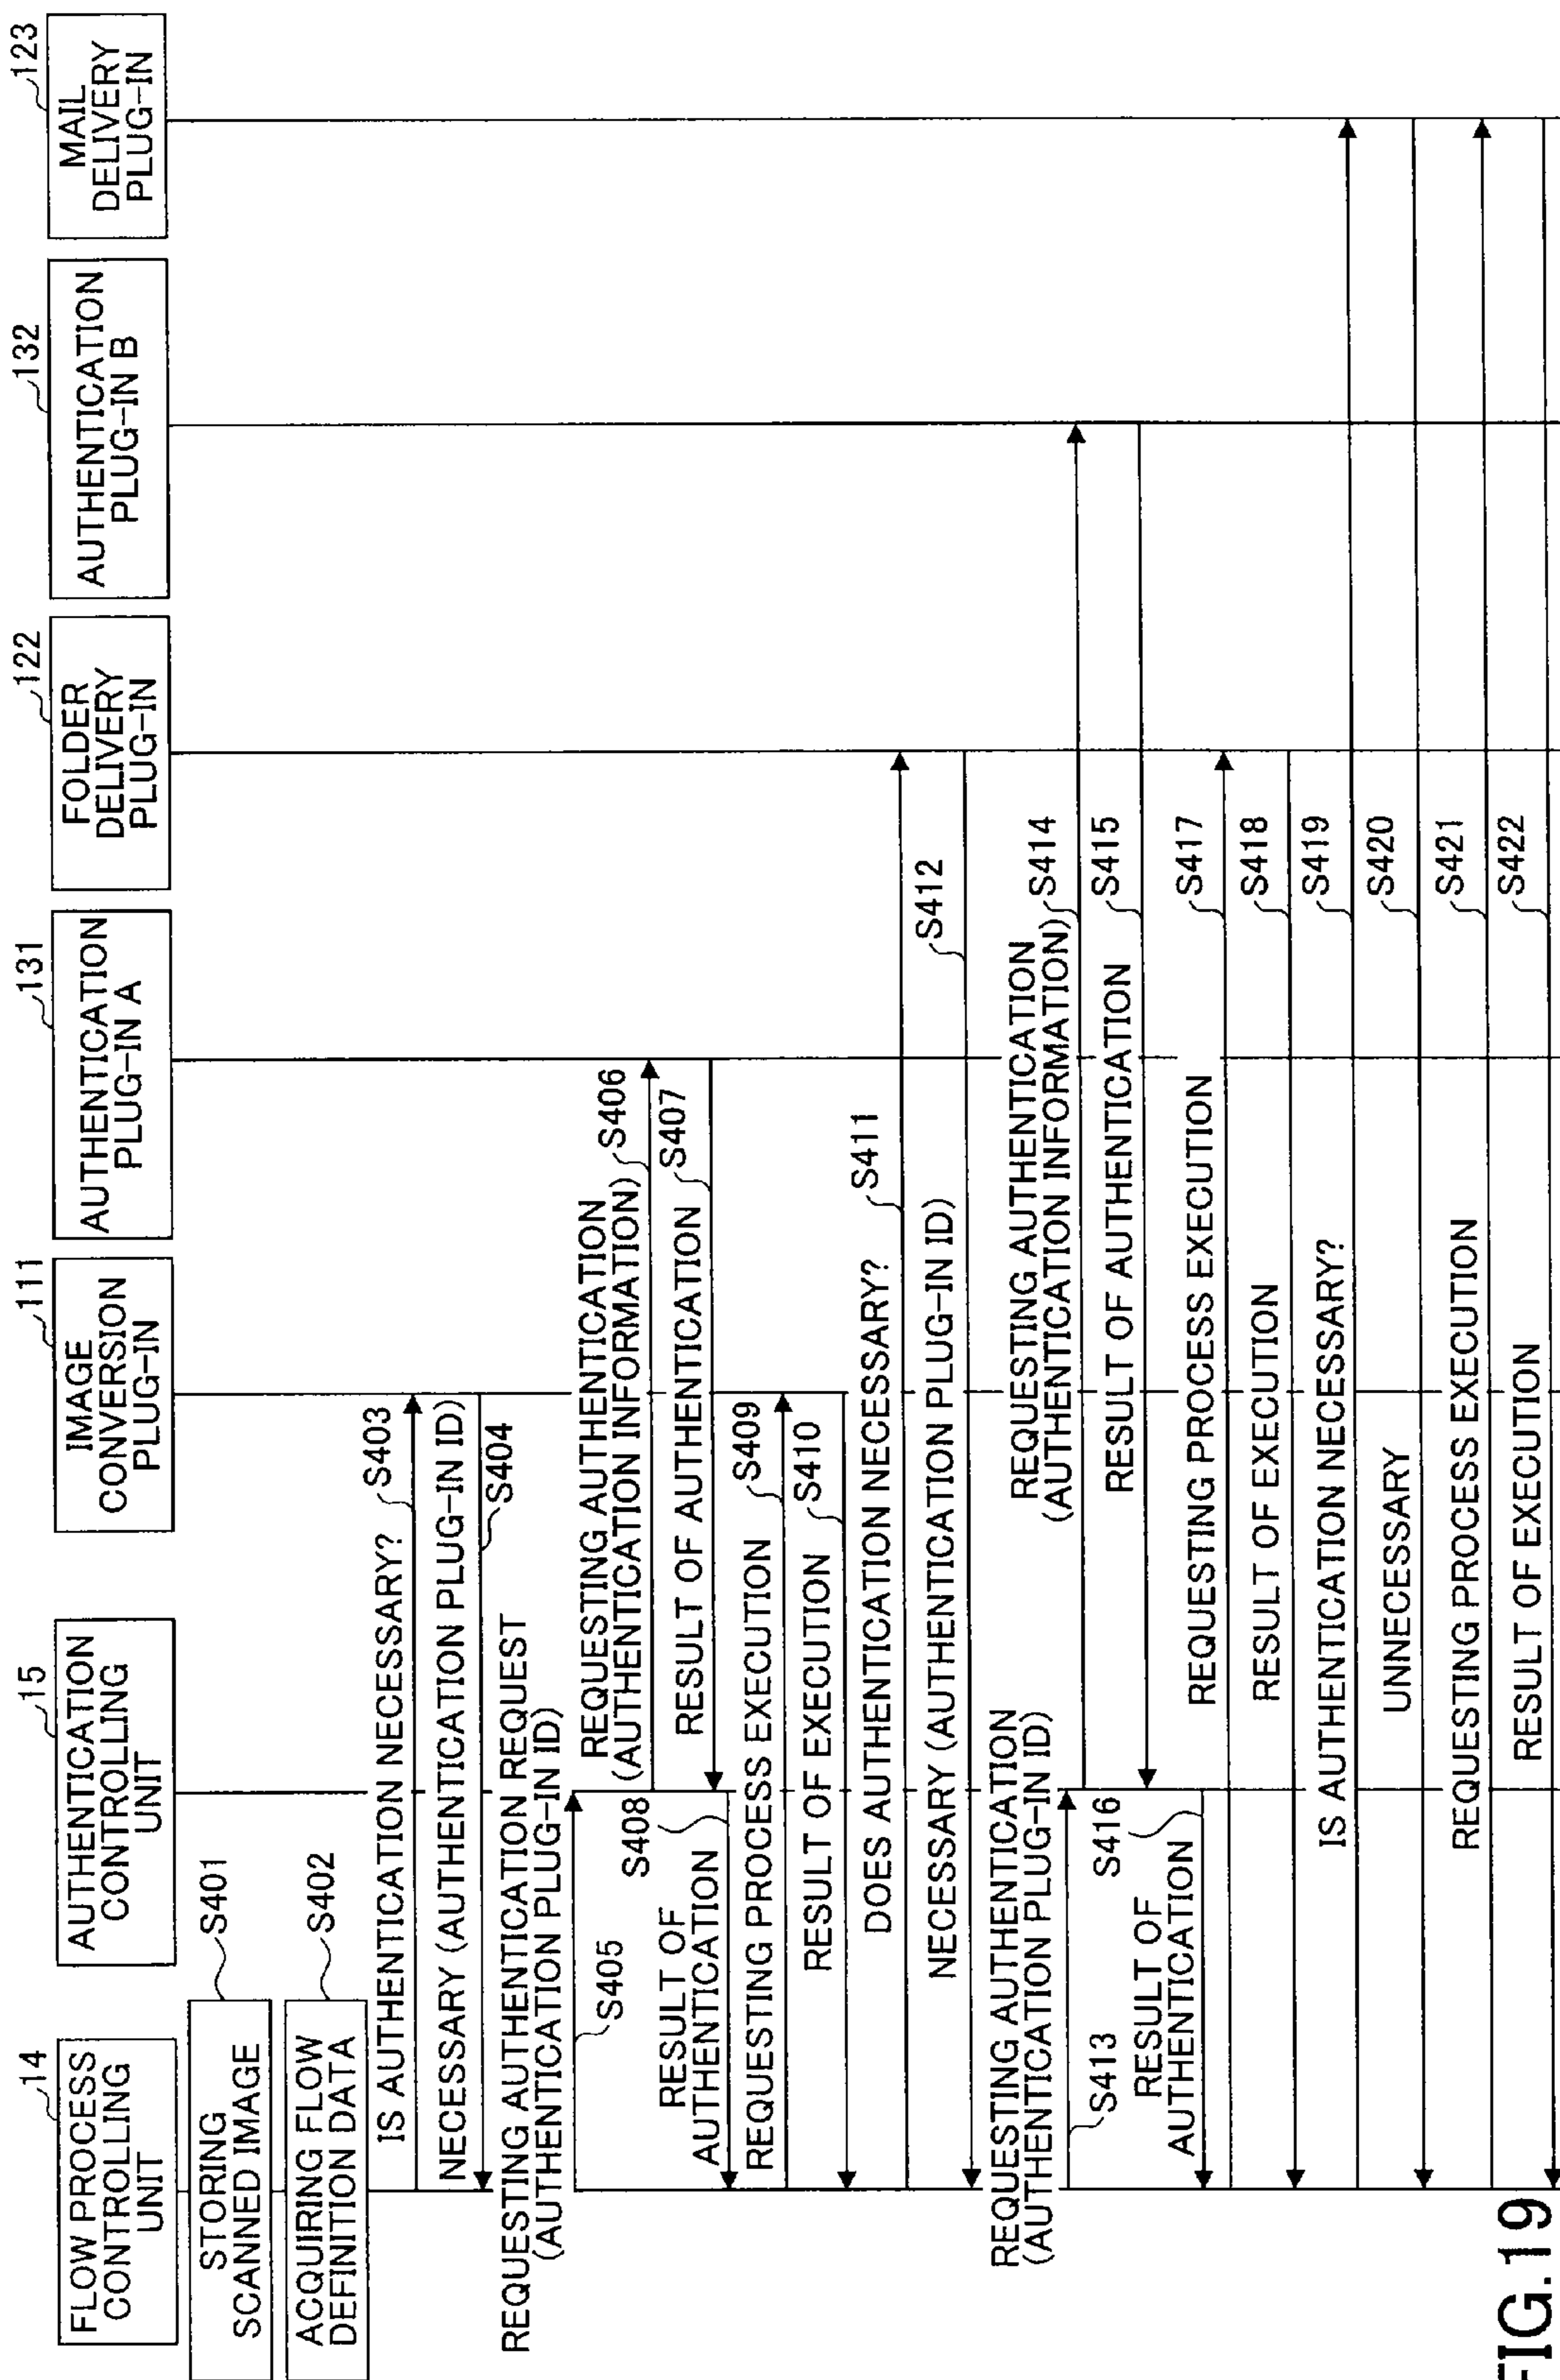 FIG.19
14
FLOW PROCESS
CONTROLLING
UNIT
15
AUTHENTICATION
CONTROLLING
UNIT
111
IMAGE
CONVERSION
PLUG-IN
131
AUTHENTICATION
PLUG-IN A
122
FOLDER
DELIVERY
PLUG-IN
132
AUTHENTICATION
PLUG-IN B
123
MAIL
DELIVERY
PLUG-IN
STORING
SCANNED IMAGE
S401
ACQUIRING FLOW
DEFINITION DATA
S402
IS AUTHENTICATION NECESSARY?
S403
NECESSARY (AUTHENTICATION PLUG-IN ID)
S404
REQUESTING AUTHENTICATION REQUEST
(AUTHENTICATION PLUG-IN ID)
S405
REQUESTING AUTHENTICATION
(AUTHENTICATION INFORMATION)
S406
RESULT OF AUTHENTICATION
S407
S408
RESULT OF
AUTHENTICATION
REQUESTING PROCESS EXECUTION
S409
RESULT OF EXECUTION
S410
DOES AUTHENTICATION NECESSARY?
S411
NECESSARY (AUTHENTICATION PLUG-IN ID)
S412
REQUESTING AUTHENTICATION
(AUTHENTICATION PLUG-IN ID)
S413
REQUESTING AUTHENTICATION
(AUTHENTICATION INFORMATION)
S414
RESULT OF AUTHENTICATION
S415
S416
RESULT OF
AUTHENTICATION
REQUESTING PROCESS EXECUTION
S417
RESULT OF EXECUTION
S418
IS AUTHENTICATION NECESSARY?
S419
UNNECESSARY
S420
REQUESTING PROCESS EXECUTION
S421
RESULT OF EXECUTION
S422